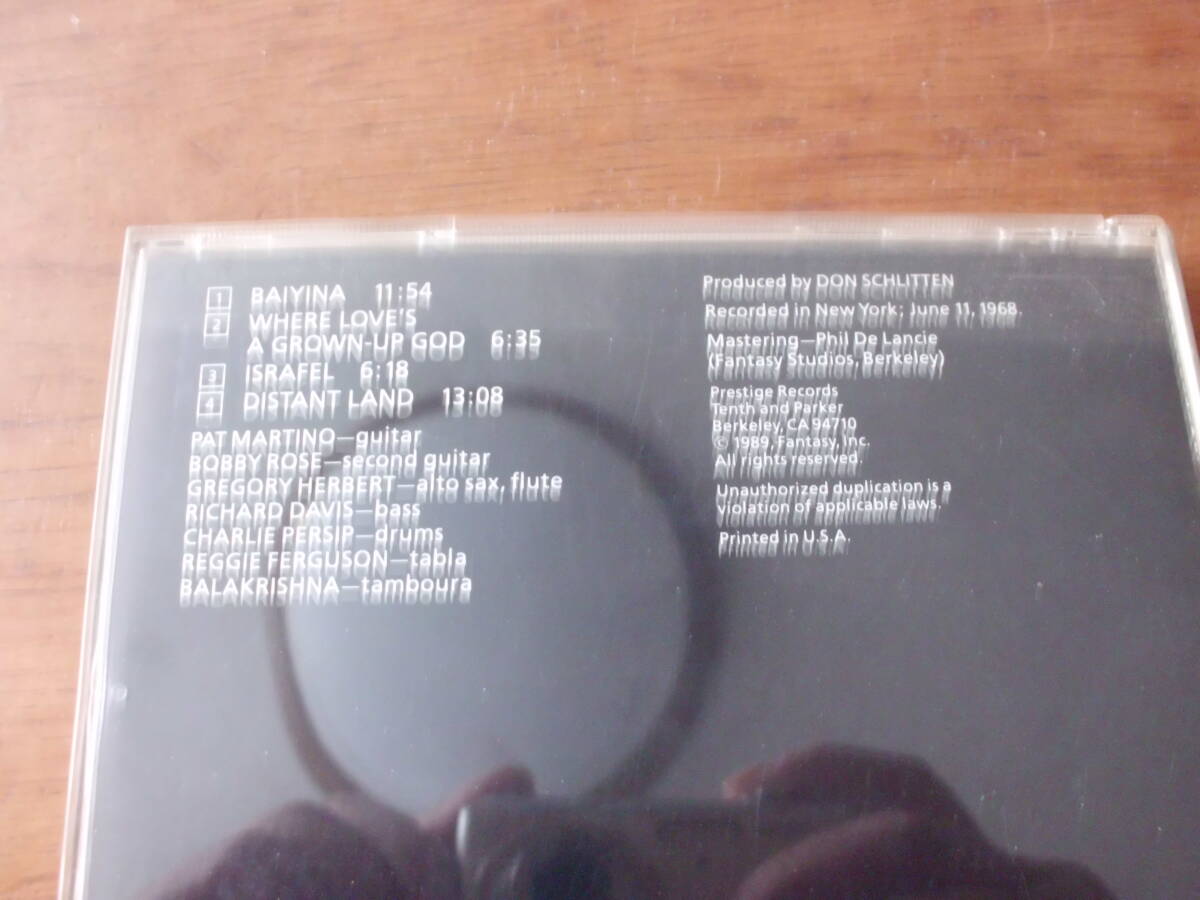 1 BAIYINA 11:54
2 WHERE LOVE'S
A GROWN-UP GOD 6:35
3 ISRAFEL 6:18
4 DISTANT LAND 13:08
PAT MARTINO—guitar
BOBBY ROSE—second guitar
GREGORY HERBERT—alto sax, flute
RICHARD DAVIS—bass
CHARLIE PERSIP—drums
REGGIE FERGUSON—tabla
BALAKRISHNA—tamboura
Produced by DON SCHLITTEN
Recorded in New York; June 11, 1968.
Mastering—Phil De Lancie
(Fantasy Studios, Berkeley)
Prestige Records
Tenth and Parker
Berkeley, CA 94710
© 1989, Fantasy, Inc.
All rights reserved.
Unauthorized duplication is a
violation of applicable laws.
Printed in U.S.A.